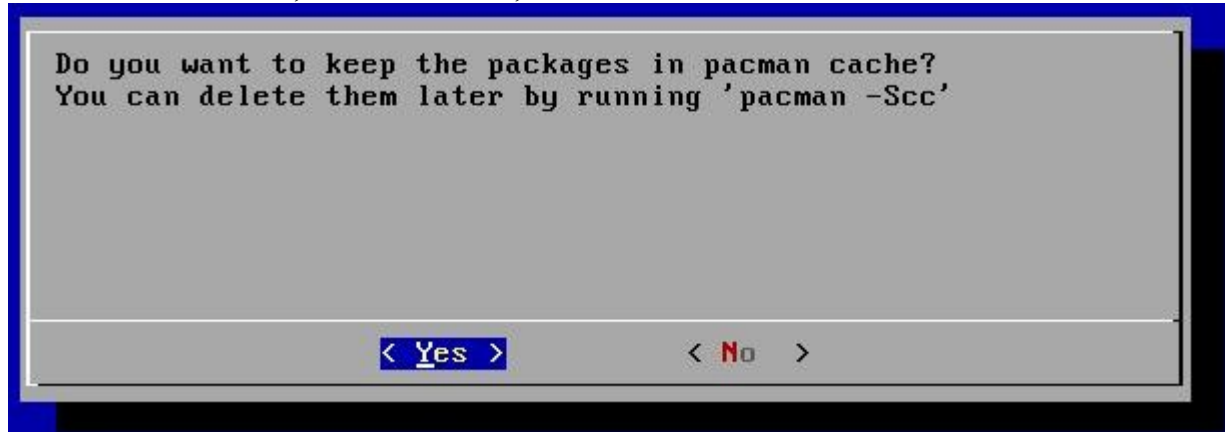 Do you want to keep the packages in pacman cache?
You can delete them later by running 'pacman -Scc'
< Yes > < No >